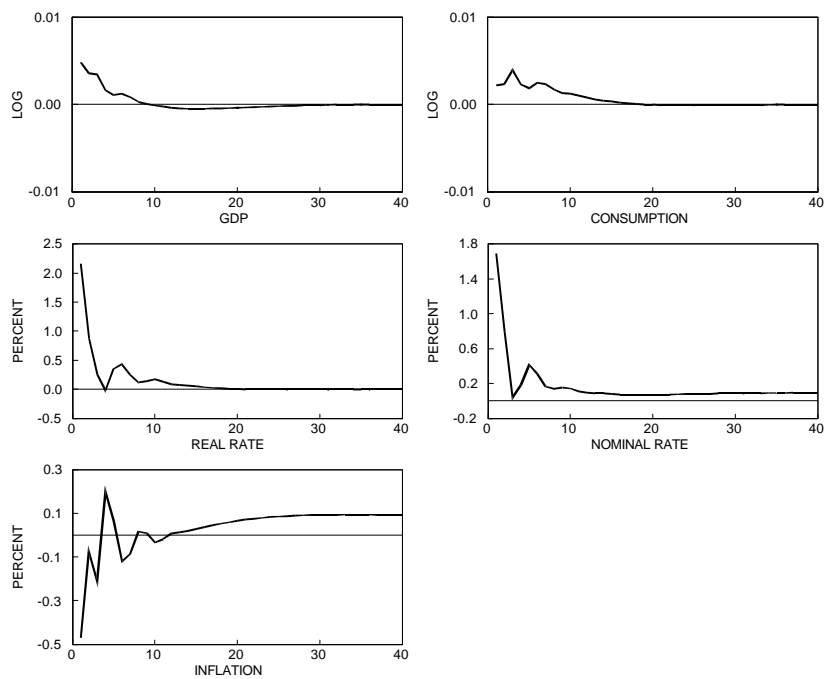 0.01
0.00
-0.01
LOG
0 10 20 30 40
GDP
0.01
0.00
-0.01
LOG
0 10 20 30 40
CONSUMPTION
2.5
2.0
1.5
1.0
0.5
0.0
-0.5
PERCENT
0 10 20 30 40
REAL RATE
1.8
1.4
1.0
0.6
0.2
-0.2
PERCENT
0 10 20 30 40
NOMINAL RATE
0.3
0.1
-0.1
-0.3
-0.5
PERCENT
0 10 20 30 40
INFLATION